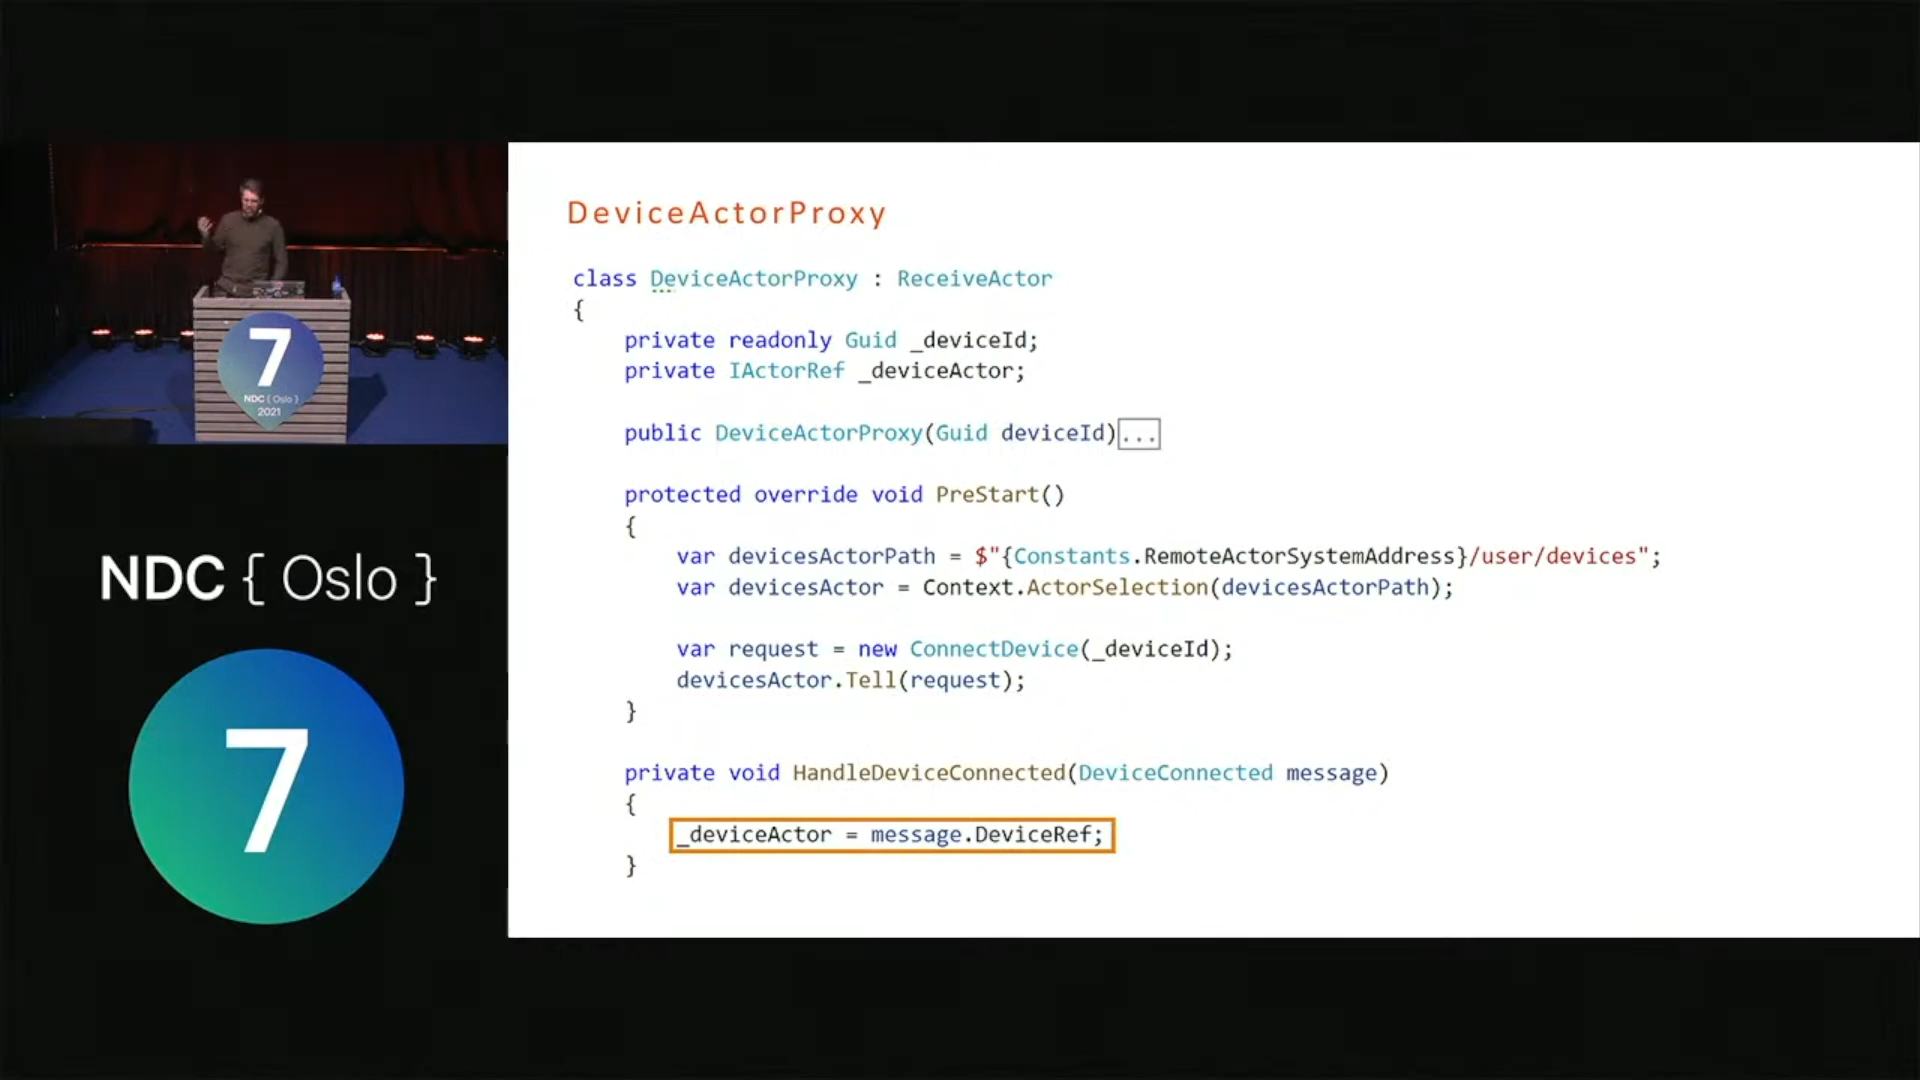 DeviceActorProxy
class DeviceActorProxy : ReceiveActor
{
private readonly Guid _deviceId;
private IActorRef _deviceActor;
public DeviceActorProxy(Guid deviceId)...
protected override void PreStart()
{
var devicesActorPath = $"{Constants.RemoteActorSystemAddress}/user/devices";
var devicesActor = Context.ActorSelection(devicesActorPath);
var request = new ConnectDevice(_deviceId);
devicesActor.Tell(request);
}
private void HandleDeviceConnected(DeviceConnected message)
{
_deviceActor = message.DeviceRef;
}
7
NDC { Oslo }
2021
NDC { Oslo }
7